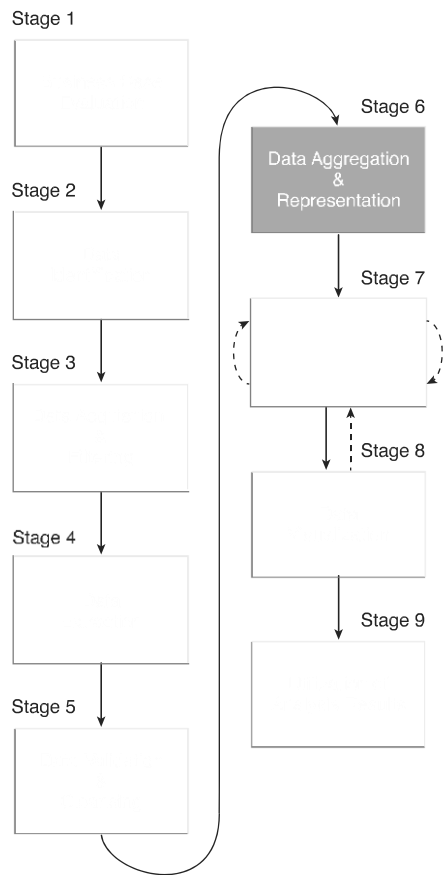 Stage 1
Stage 2
Stage 3
Stage 4
Stage 5
Stage 6
Data Aggregation
&
Representation
Stage 7
Stage 8
Stage 9